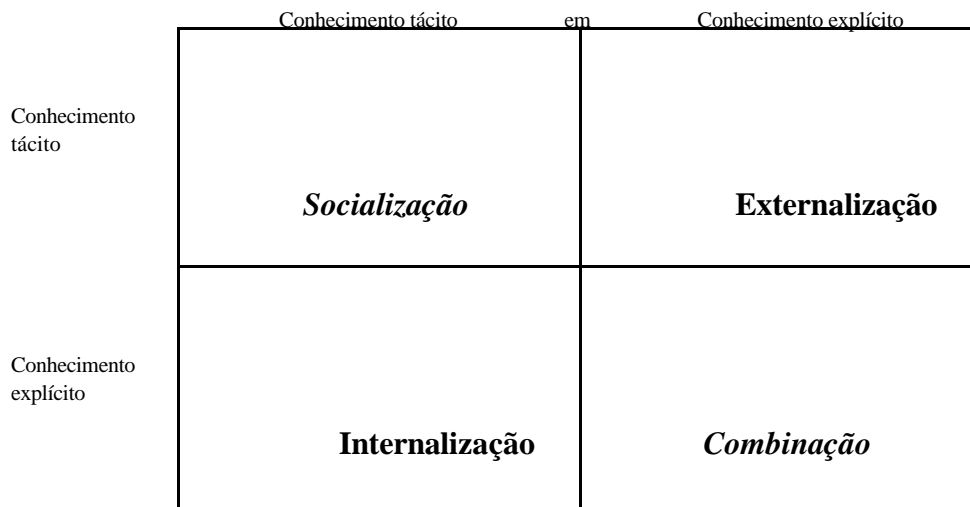 Conhecimento tácito em Conhecimento explícito
Conhecimento
tácito
Socialização Externalização
Conhecimento
explícito
Internalização Combinação